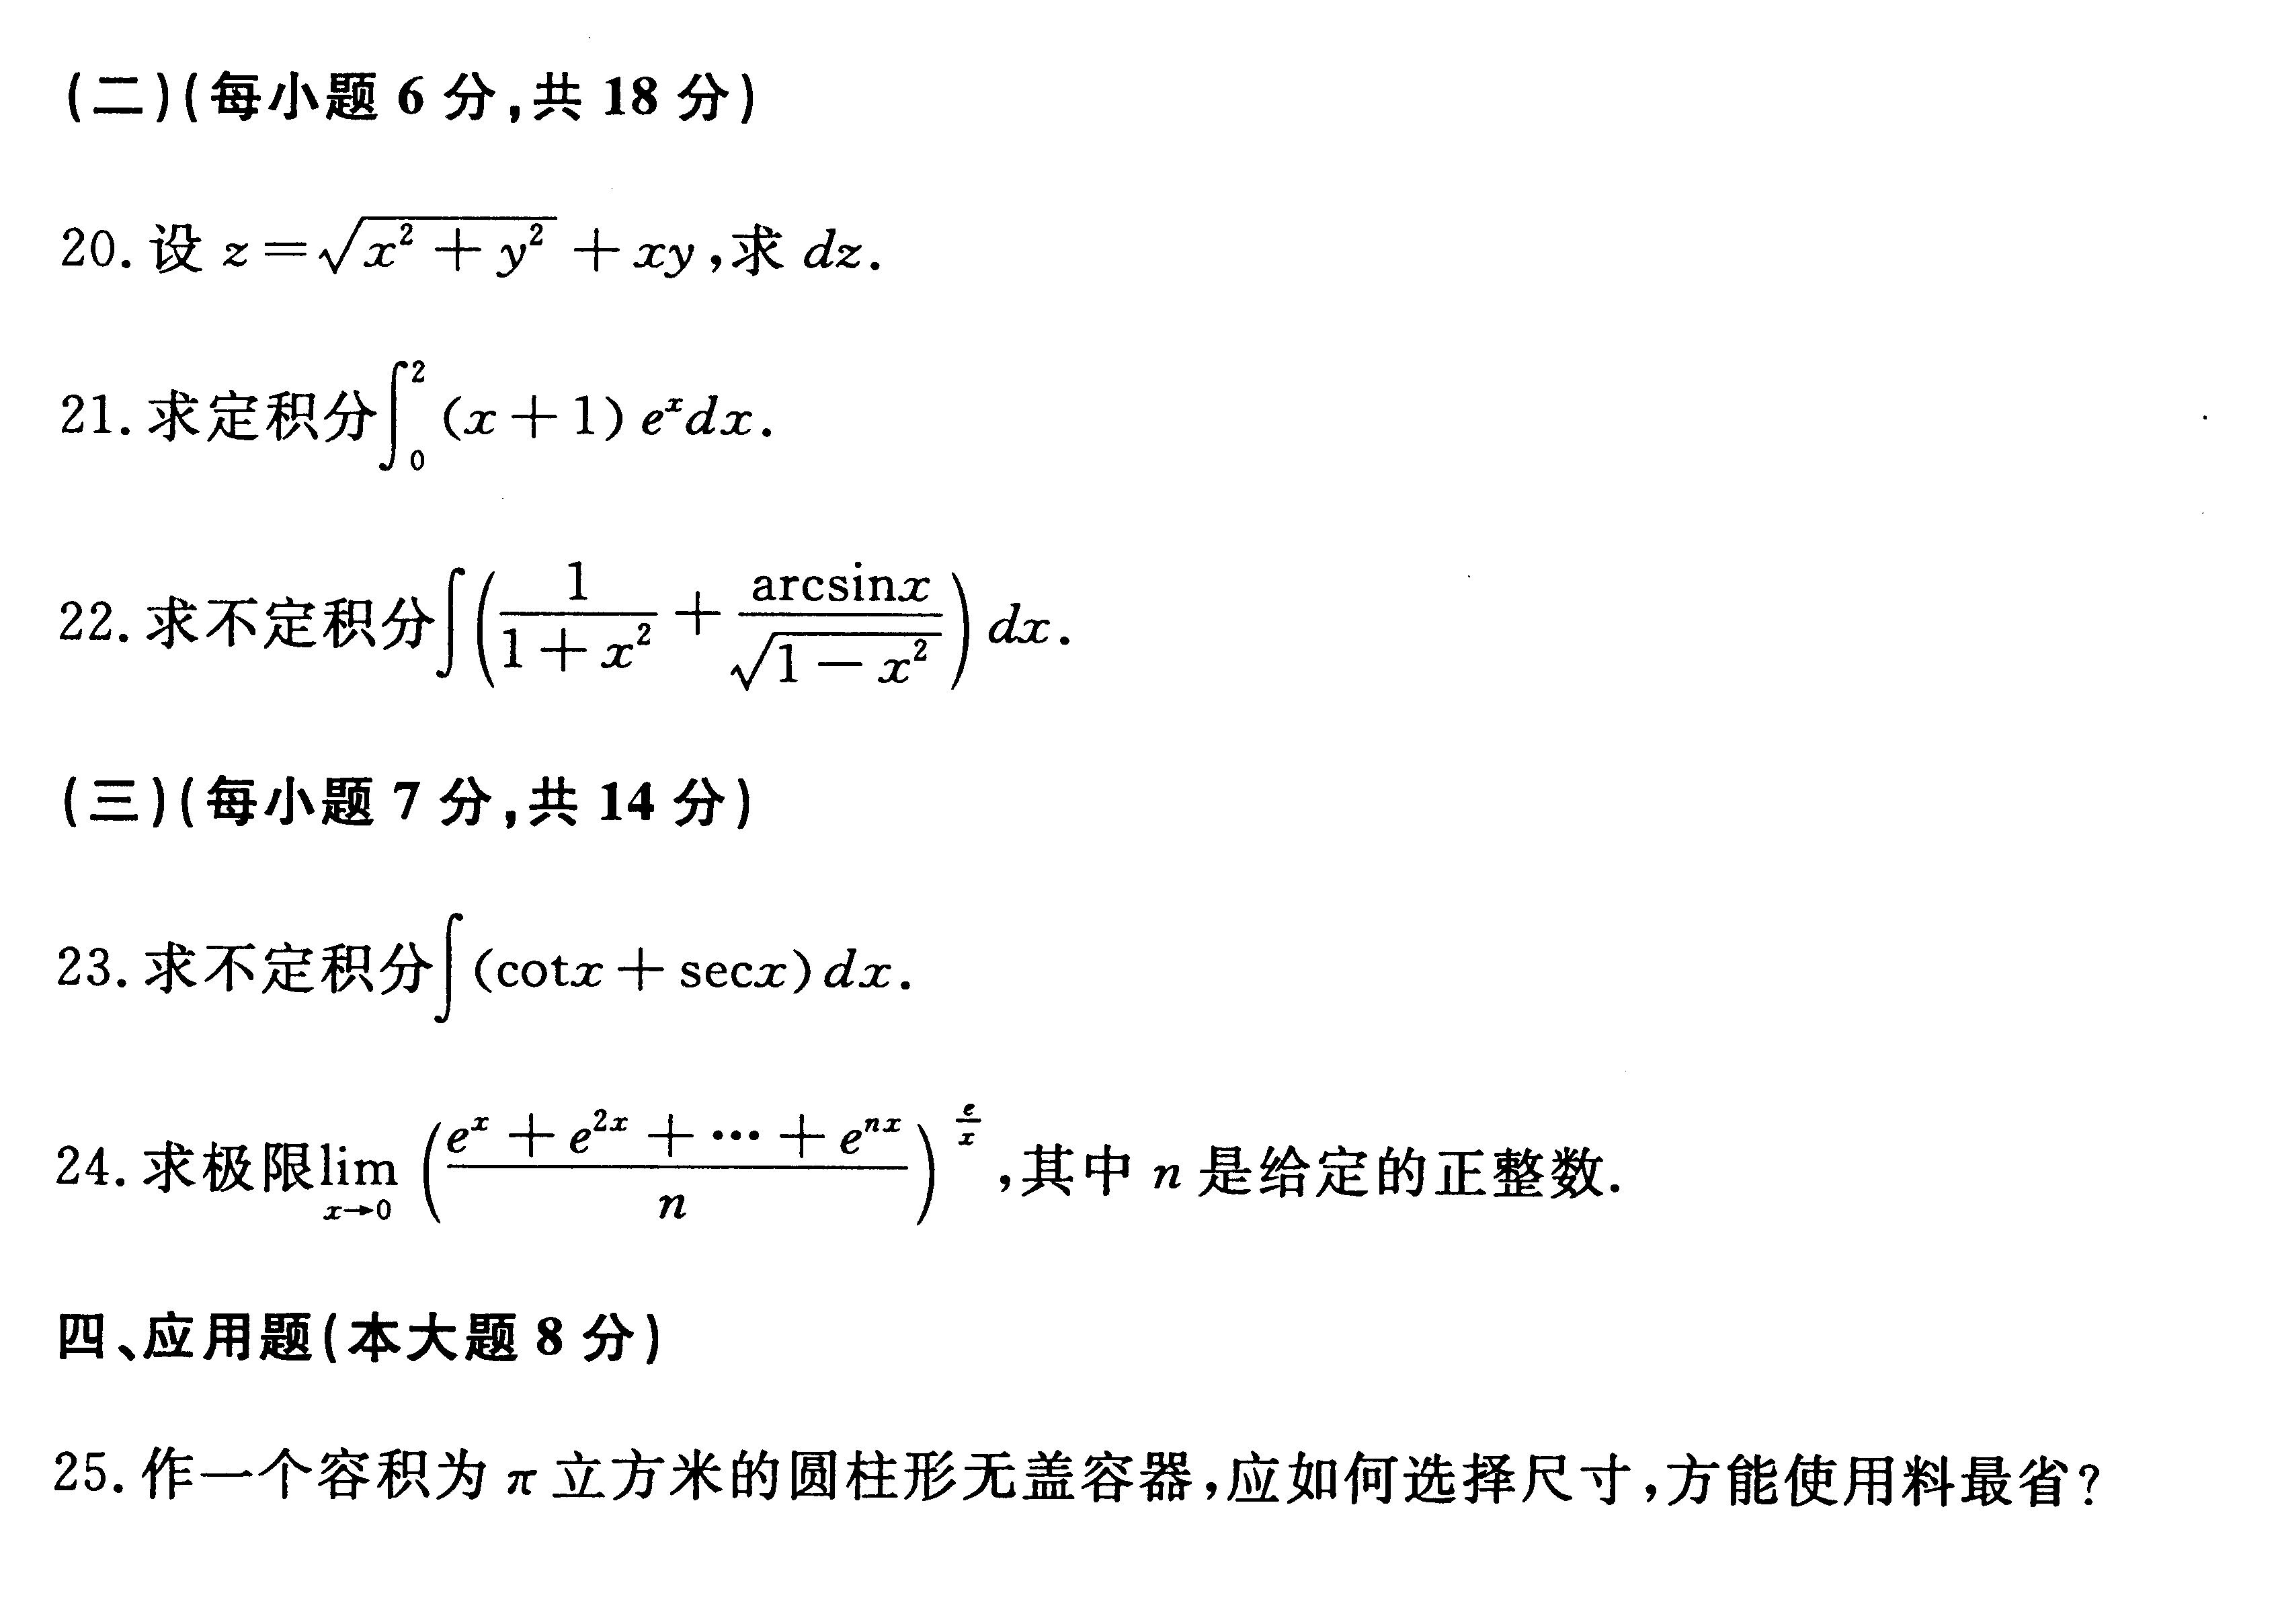 (二)(每小题 6 分,共 18 分)
20. 设 z = √(x² + y²) + xy,求 dz.
21. 求定积分∫₀² (x + 1) eˣdx.
22. 求不定积分∫(1/(1 + x²) + arcsinx/√(1 − x²)) dx.
(三)(每小题 7 分,共 14 分)
23. 求不定积分∫(cotx + secx)dx.
24. 求极限lim_{x→0} ((eˣ + e²ˣ + ⋯ + eⁿˣ)/n)^{e/x},其中 n 是给定的正整数.
四、应用题(本大题 8 分)
25. 作一个容积为 π 立方米的圆柱形无盖容器,应如何选择尺寸,方能使用料最省?